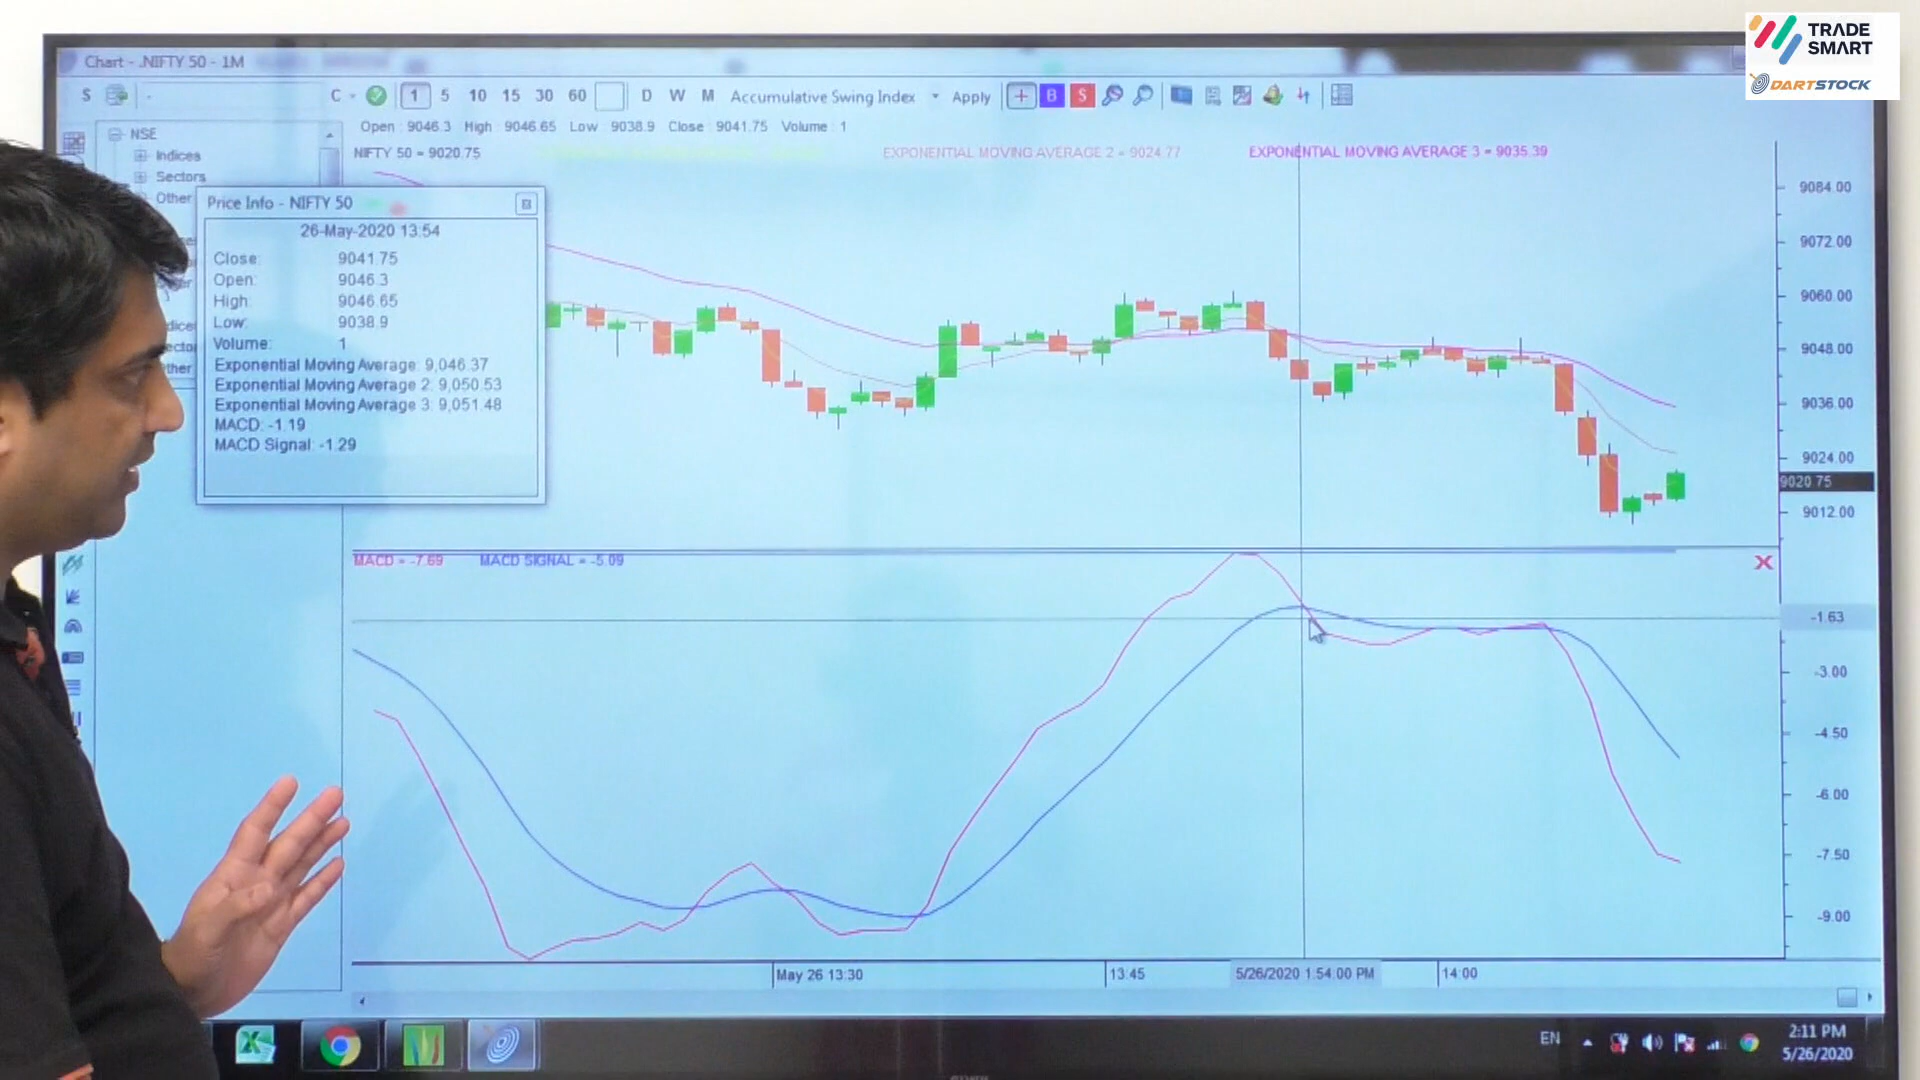 TRADE
SMART
DARTSTOCK
Chart - .NIFTY 50 - 1M
S C 1 5 10 15 30 60 D W M Accumulative Swing Index Apply B S
Open : 9046.3 High : 9046.65 Low : 9038.9 Close : 9041.75 Volume : 1
NIFTY 50 = 9020.75 EXPONENTIAL MOVING AVERAGE 2 = 9024.77 EXPONENTIAL MOVING AVERAGE 3 = 9035.39
NSE
Indices
Sectors
Other
Price Info - NIFTY 50
26-May-2020 13.54
Close: 9041.75
Open: 9046.3
High: 9046.65
Low: 9038.9
Volume: 1
Exponential Moving Average: 9,046.37
Exponential Moving Average 2: 9,050.53
Exponential Moving Average 3: 9,051.48
MACD: -1.19
MACD Signal: -1.29
9084.00
9072.00
9060.00
9048.00
9036.00
9024.00
9020.75
9012.00
MACD = -7.69 MACD SIGNAL = -5.09
-1.63
-3.00
-4.50
-6.00
-7.50
-9.00
May 26 13:30 13:45 5/26/2020 1:54:00 PM 14:00
EN 2:11 PM
5/26/2020